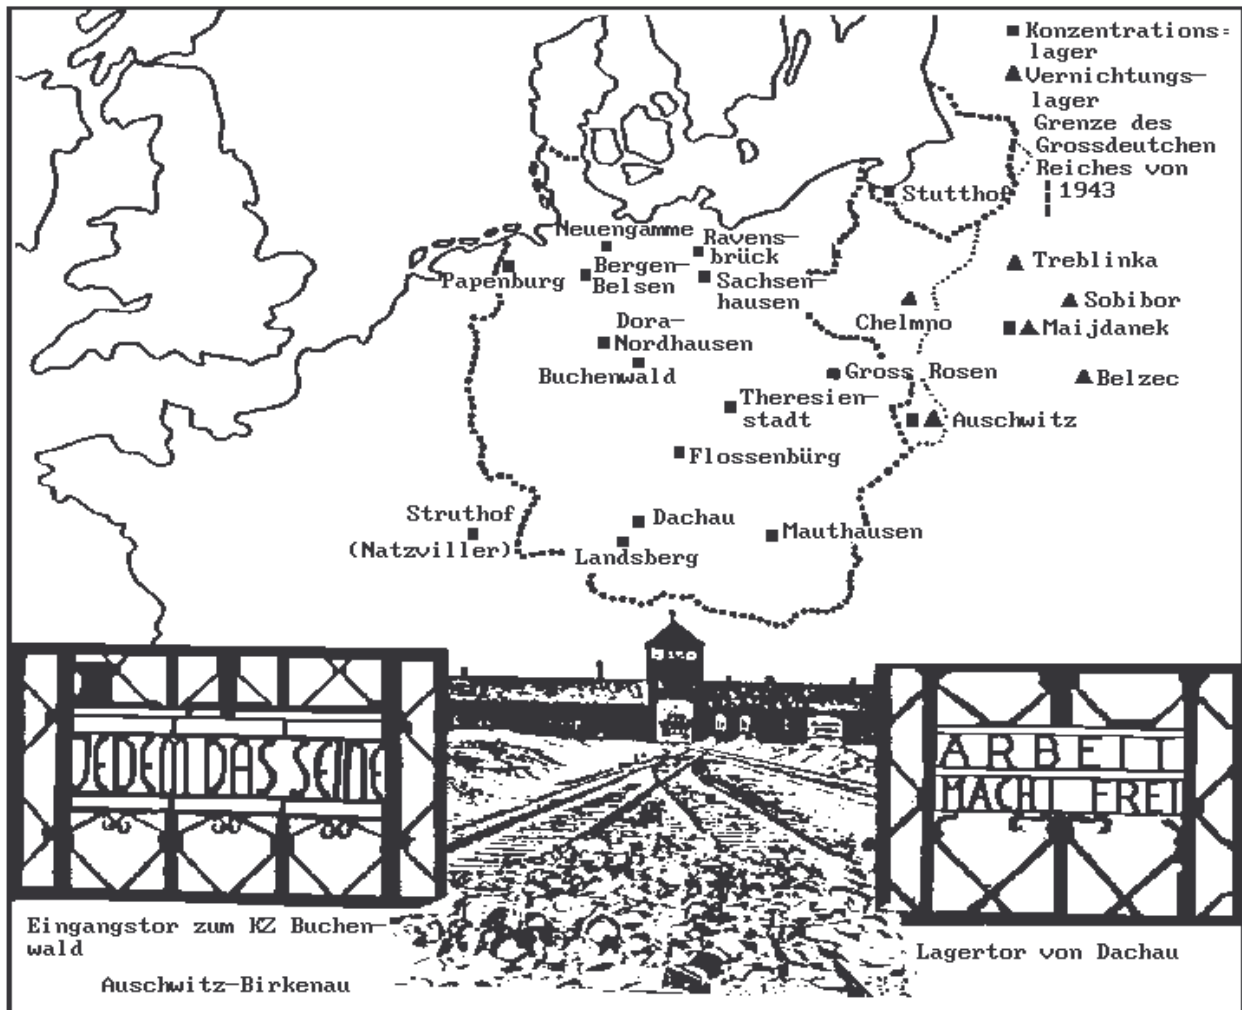 Konzentrations=
lager
Vernichtungs—
lager
Grenze des
Grossdeutchen
Reiches von
1943
Stutthof
Neuengamme
Ravens—
brück
Papenburg
Bergen—
Belsen
Sachsen—
hausen
Treblinka
Sobibor
Chelmno
Maijdanek
Dora—
Nordhausen
Buchenwald
Gross Rosen
Belzec
Theresien—
stadt
Auschwitz
Flossenbürg
Struthof
(Natzviller)
Dachau
Landsberg
Mauthausen
JEDEM DAS SEINE
ARBEIT
MACHT FREI
Eingangstor zum KZ Buchen—
wald
Auschwitz—Birkenau
Lagertor von Dachau